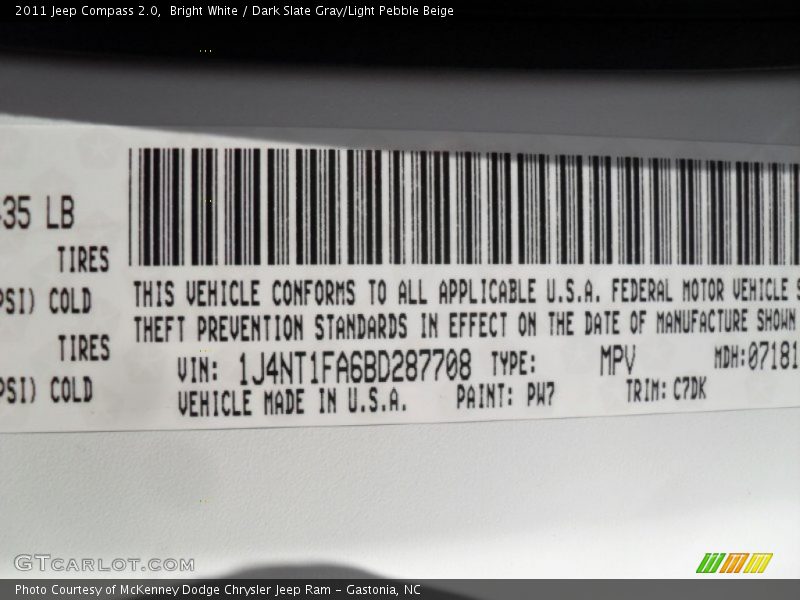 2011 Jeep Compass 2.0, Bright White / Dark Slate Gray/Light Pebble Beige
35 LB
TIRES
PSI) COLD
TIRES
PSI) COLD
THIS VEHICLE CONFORMS TO ALL APPLICABLE U.S.A. FEDERAL MOTOR VEHICLE S
THEFT PREVENTION STANDARDS IN EFFECT ON THE DATE OF MANUFACTURE SHOWN
VIN: 1J4NT1FA6BD287708 TYPE: MPV MDH: 07181
VEHICLE MADE IN U.S.A. PAINT: PW7 TRIM: C7DK
GTCARLOT.COM
Photo Courtesy of McKenney Dodge Chrysler Jeep Ram - Gastonia, NC